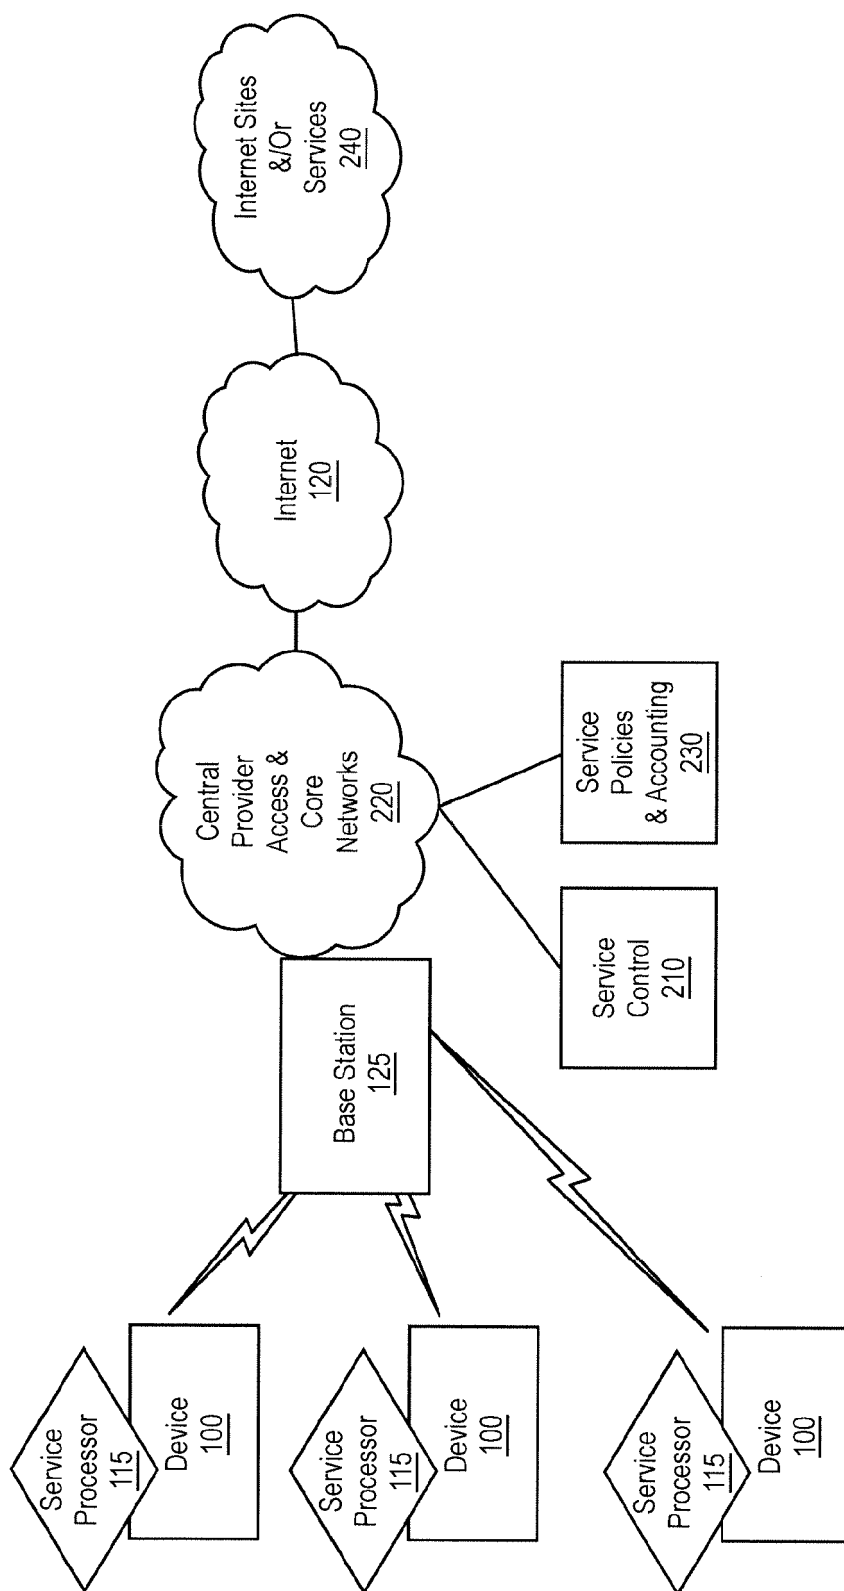 Service
Processor
115
Device
100
Service
Processor
115
Device
100
Service
Processor
115
Device
100
Base Station
125
Central
Provider
Access &
Core
Networks
220
Service
Control
210
Service
Policies
& Accounting
230
Internet
120
Internet Sites
&/Or
Services
240